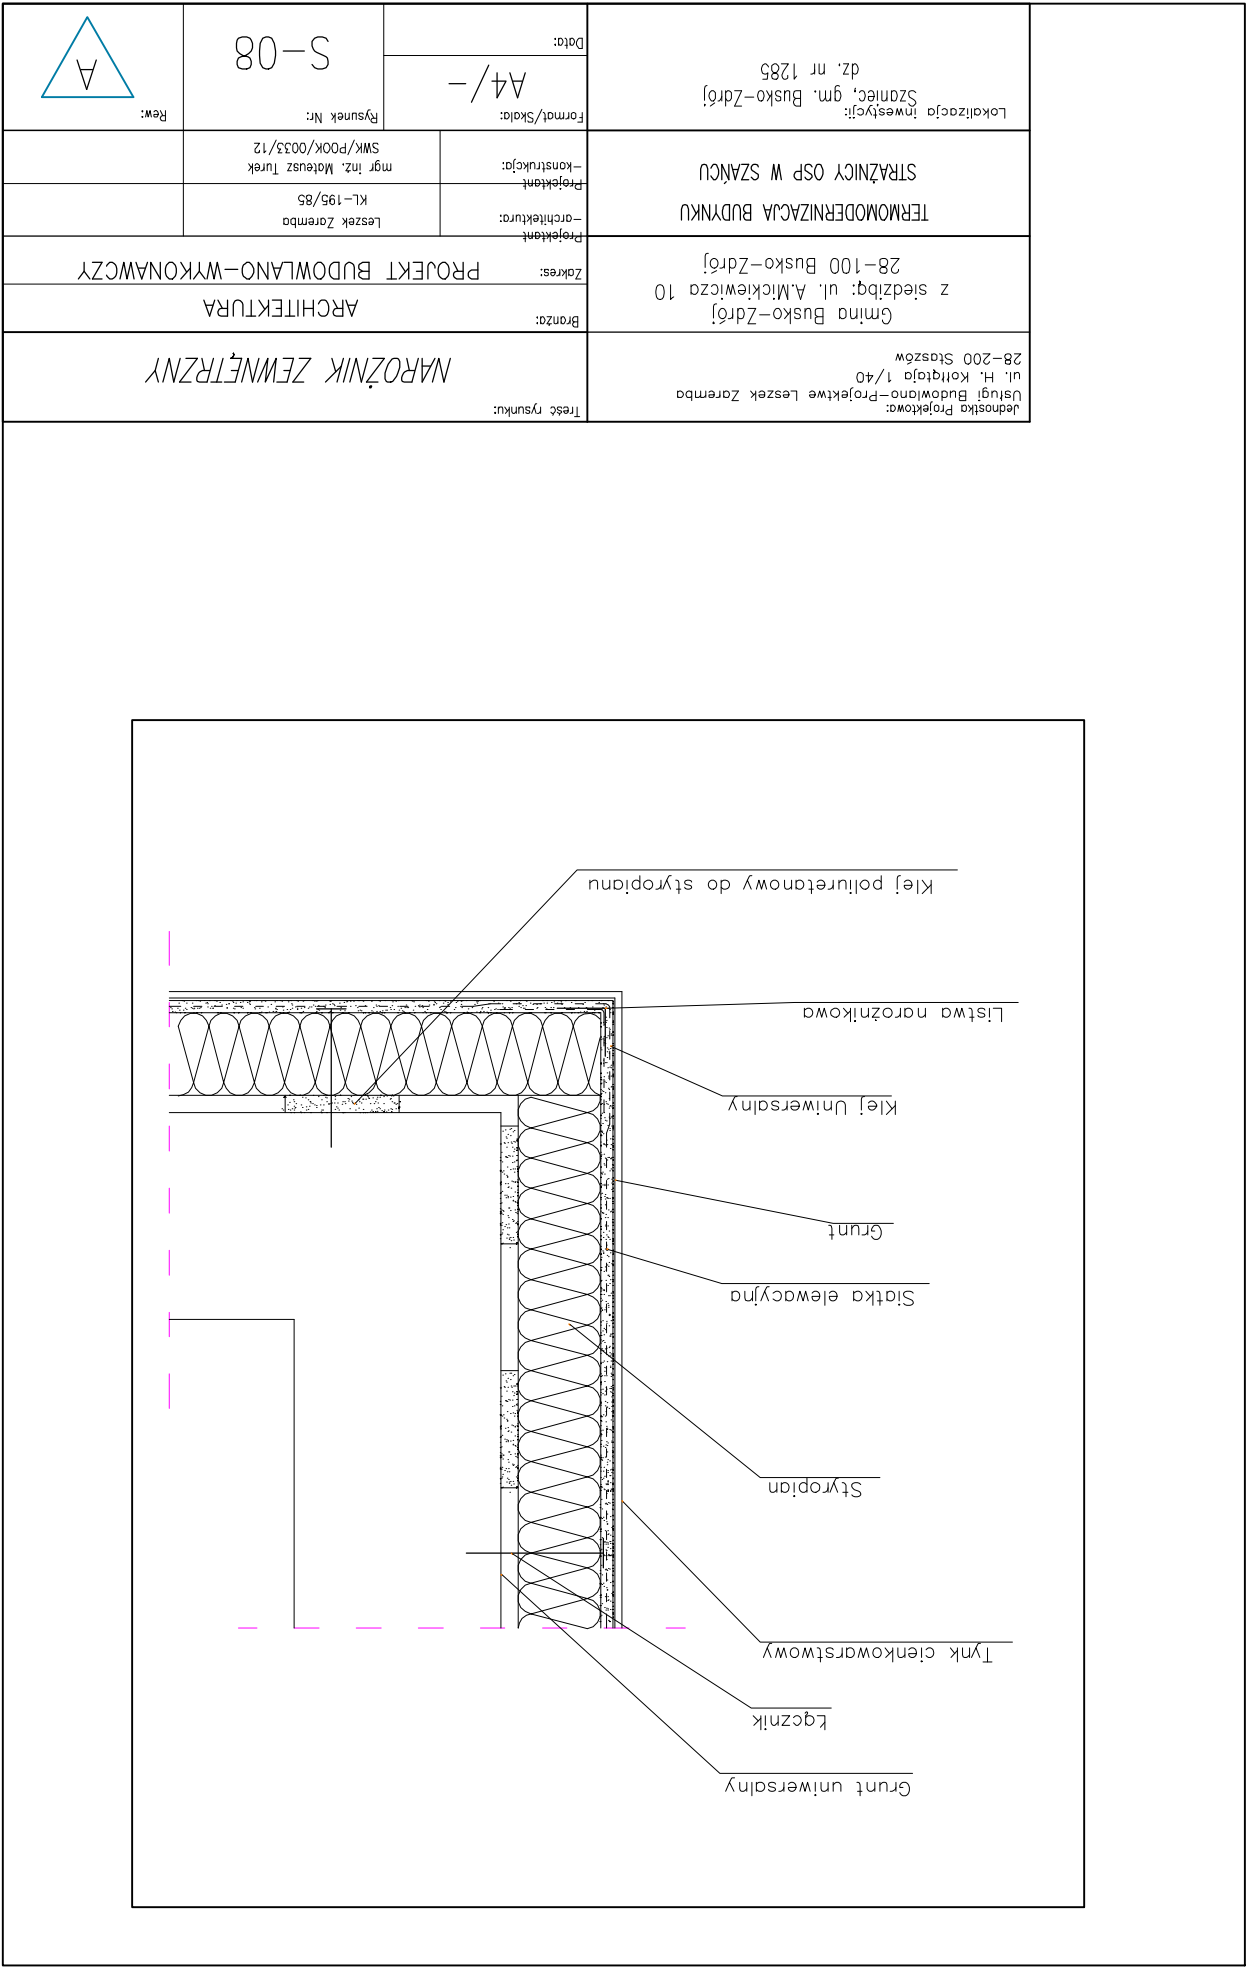 Grunt uniwersalny
Łącznik
Tynk cienkowarstwowy
Styropian
Siatka elewacyjna
Grunt
Klej Uniwersalny
Listwa narożnikowa
Klej poliuretanowy do styropianu
Jednostka Projektowa:
Usługi Budowlano-Projektwe Leszek Zaremba
ul. H. Kołłątaja 1/40
28-200 Staszów
Treść rysunku:
NAROŻNIK ZEWNĘTRZNY
Gmina Busko-Zdrój
z siedzibą: ul. A.Mickiewicza 10
28-100 Busko-Zdrój
Branża:
ARCHITEKTURA
Zakres:
PROJEKT BUDOWLANO-WYKONAWCZY
TERMOMODERNIZACJA BUDYNKU
STRAŻNICY OSP W SZAŃCU
Projektant
-architektura:
Leszek Zaremba
KL-195/85
Projektant
-konstrukcja:
mgr inż. Mateusz Turek
SWK/POOK/0033/12
Lokalizacja inwestycji:
Szaniec, gm. Busko-Zdrój
dz. nr 1285
Format/Skala:
A4/-
Data:
Rysunek Nr:
S-08
Rew:
A